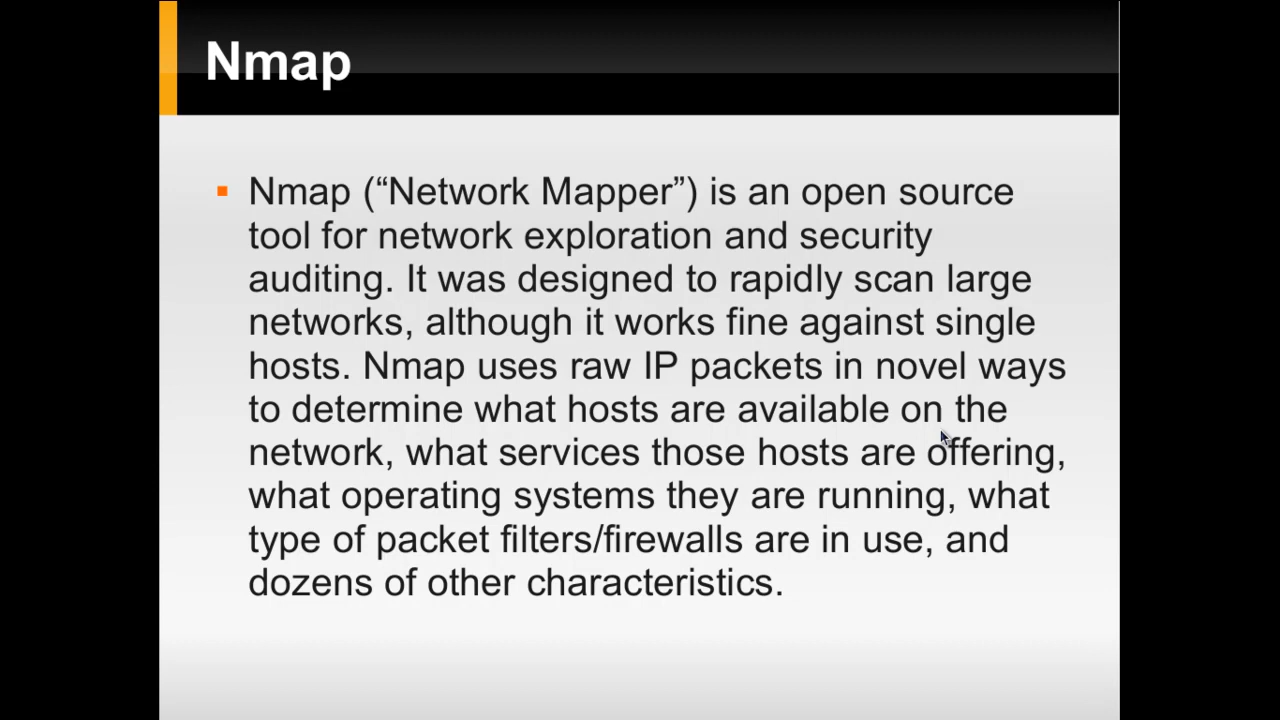 Nmap
Nmap (“Network Mapper”) is an open source
tool for network exploration and security
auditing. It was designed to rapidly scan large
networks, although it works fine against single
hosts. Nmap uses raw IP packets in novel ways
to determine what hosts are available on the
network, what services those hosts are offering,
what operating systems they are running, what
type of packet filters/firewalls are in use, and
dozens of other characteristics.